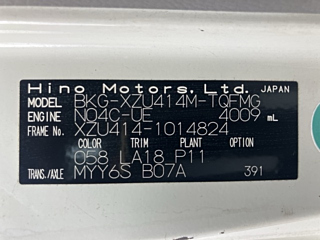 Hino Motors, Ltd. JAPAN
MODEL BKG-XZU414M-TQFMG
ENGINE N04C-UE 4009 mL
FRAME No. XZU414-1014824
COLOR TRIM PLANT OPTION
058 LA18 P11
TRANS./AXLE MYY6S B07A 391